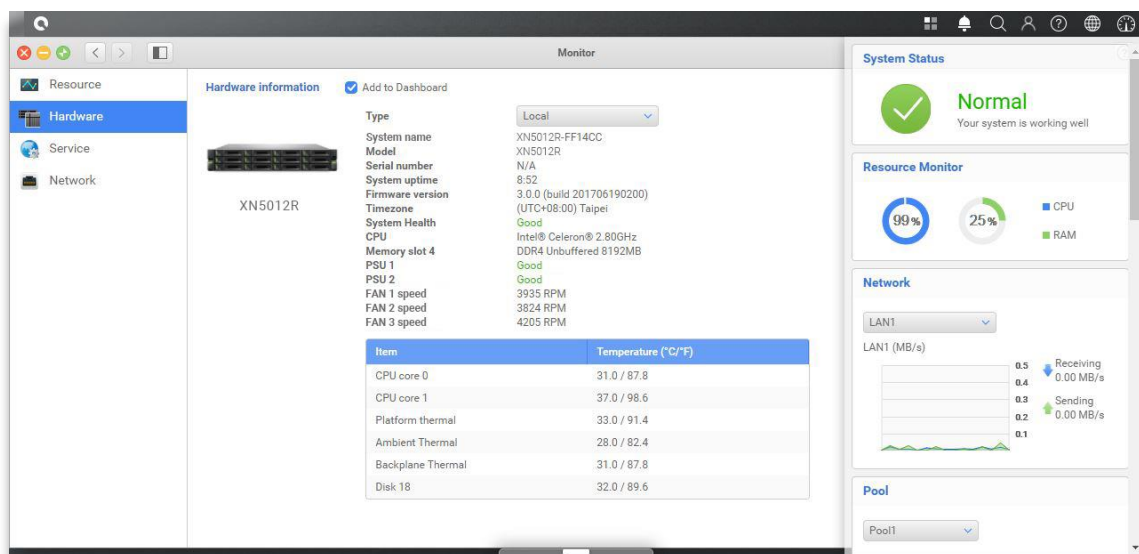 Monitor
Resource
Hardware
Service
Network
Hardware information
Add to Dashboard
XN5012R
Type Local
System name XN5012R-FF14CC
Model XN5012R
Serial number N/A
System uptime 8:52
Firmware version 3.0.0 (build 201706190200)
Timezone (UTC+08:00) Taipei
System Health Good
CPU Intel® Celeron® 2.80GHz
Memory slot 4 DDR4 Unbuffered 8192MB
PSU 1 Good
PSU 2 Good
FAN 1 speed 3935 RPM
FAN 2 speed 3824 RPM
FAN 3 speed 4205 RPM
Item Temperature (°C/°F)
CPU core 0 31.0 / 87.8
CPU core 1 37.0 / 98.6
Platform thermal 33.0 / 91.4
Ambient Thermal 28.0 / 82.4
Backplane Thermal 31.0 / 87.8
Disk 18 32.0 / 89.6
System Status
Normal
Your system is working well
Resource Monitor
99%
25%
CPU
RAM
Network
LAN1
LAN1 (MB/s)
0.5
0.4
0.3
0.2
0.1
Receiving
0.00 MB/s
Sending
0.00 MB/s
Pool
Pool1